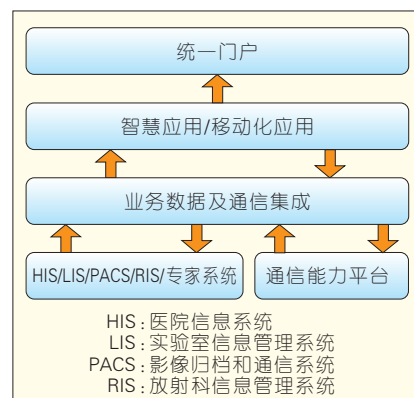 统一门户
智慧应用/移动化应用
业务数据及通信集成
HIS/LIS/PACS/RIS/专家系统
通信能力平台
HIS:医院信息系统
LIS:实验室信息管理系统
PACS:影像归档和通信系统
RIS:放射科信息管理系统